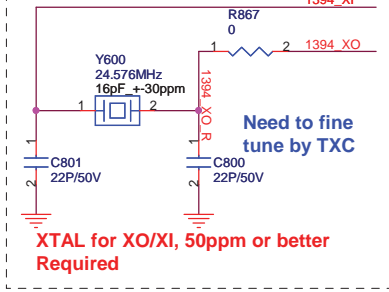 1394_XI
R867
0
1 2 1394_XO
Y600
24.576MHz
16pF_+-30ppm
1 2
1394_XO_R
Need to fine
tune by TXC
1
C801
22P/50V
2
1
C800
22P/50V
2
XTAL for XO/XI, 50ppm or better
Required